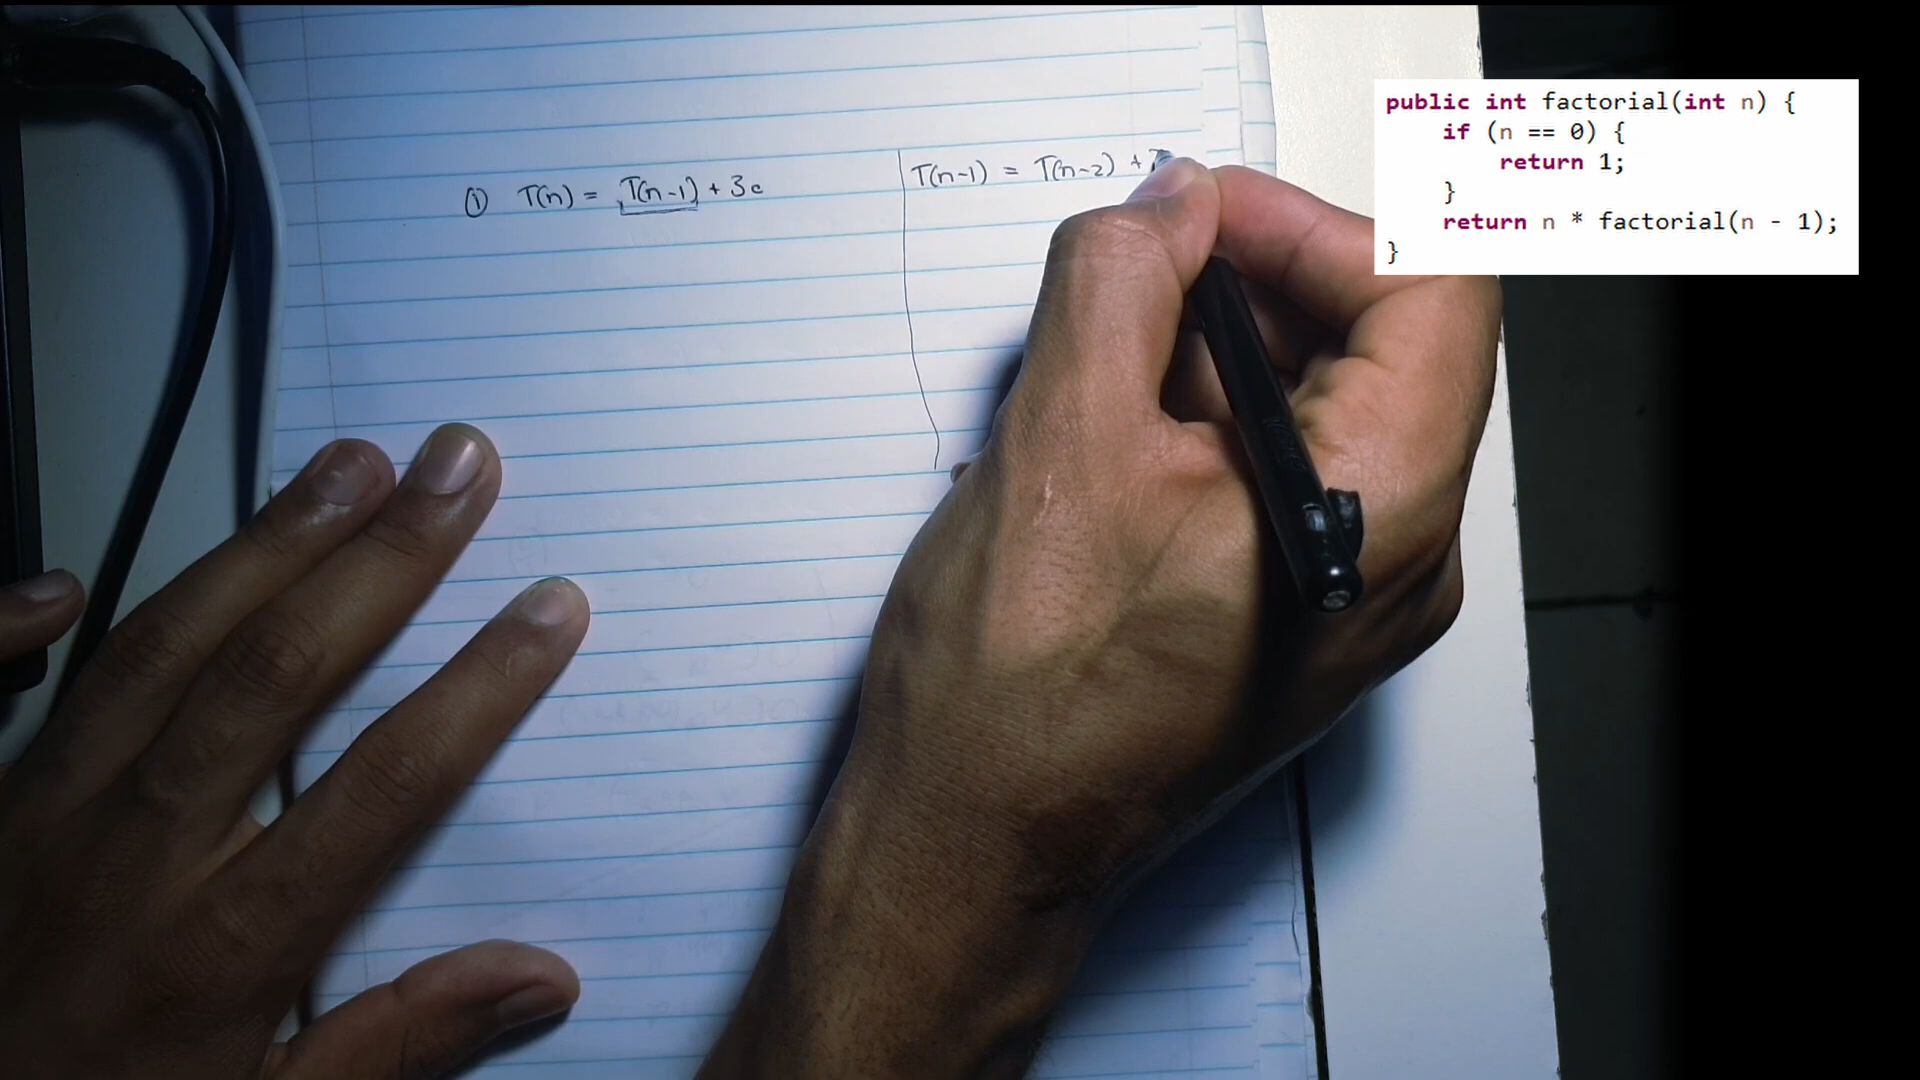 ① T(n) = T(n-1) + 3c
T(n-1) = T(n-2) +
public int factorial(int n) {
if (n == 0) {
return 1;
}
return n * factorial(n - 1);
}